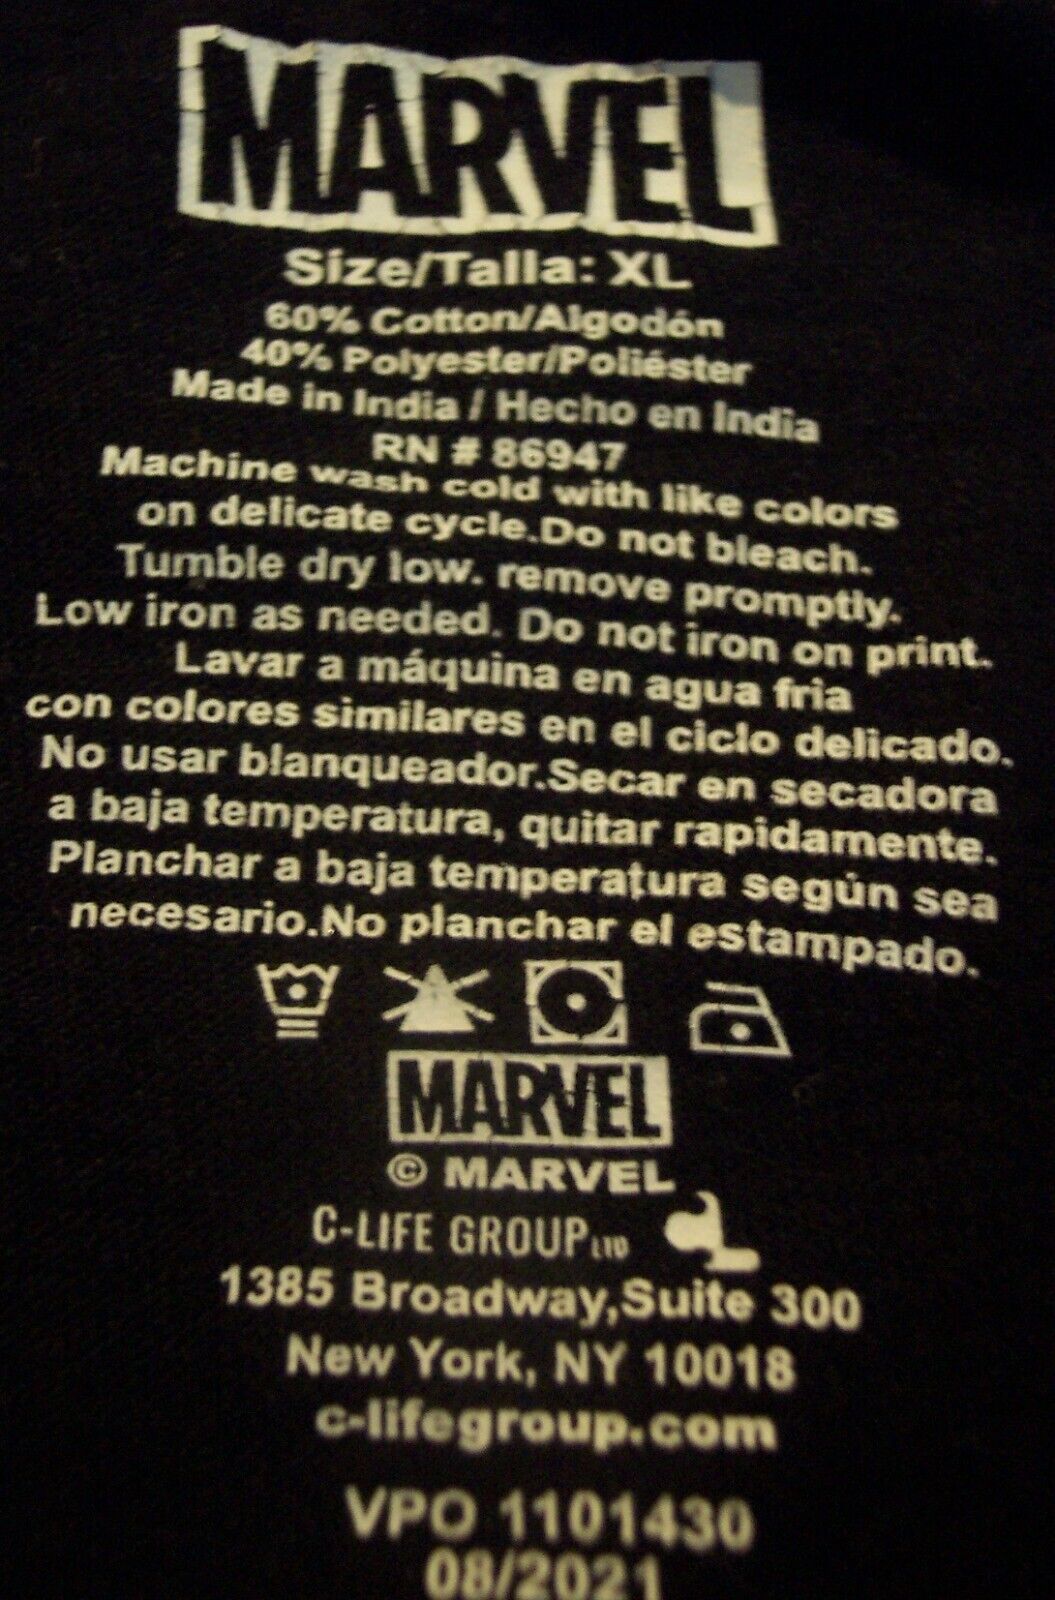 MARVEL
Size/Talla: XL
60% Cotton/Algodón
40% Polyester/Poliéster
Made in India / Hecho en India
RN # 86947
Machine wash cold with like colors
on delicate cycle.Do not bleach.
Tumble dry low. remove promptly.
Low iron as needed. Do not iron on print.
Lavar a máquina en agua fria
con colores similares en el ciclo delicado.
No usar blanqueador.Secar en secadora
a baja temperatura, quitar rapidamente.
Planchar a baja temperatura según sea
necesario.No planchar el estampado.
MARVEL
© MARVEL
C-LIFE GROUP LTD
1385 Broadway,Suite 300
New York, NY 10018
c-lifegroup.com
VPO 1101430
08/2021